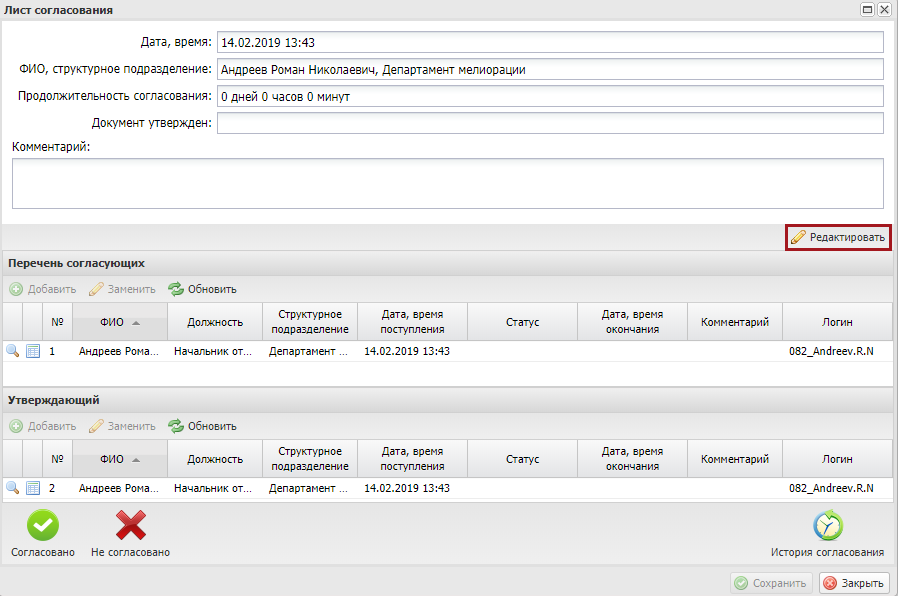 Лист согласования
Дата, время: 14.02.2019 13:43
ФИО, структурное подразделение: Андреев Роман Николаевич, Департамент мелиорации
Продолжительность согласования: 0 дней 0 часов 0 минут
Документ утвержден:
Комментарий:
Редактировать
Перечень согласующих
Добавить Заменить Обновить
№ ФИО Должность Структурное подразделение Дата, время поступления Статус Дата, время окончания Комментарий Логин
1 Андреев Рома... Начальник от... Департамент ... 14.02.2019 13:43 082_Andreev.R.N
Утверждающий
Добавить Заменить Обновить
№ ФИО Должность Структурное подразделение Дата, время поступления Статус Дата, время окончания Комментарий Логин
2 Андреев Рома... Начальник от... Департамент ... 14.02.2019 13:43 082_Andreev.R.N
Согласовано Не согласовано История согласования
Сохранить Закрыть